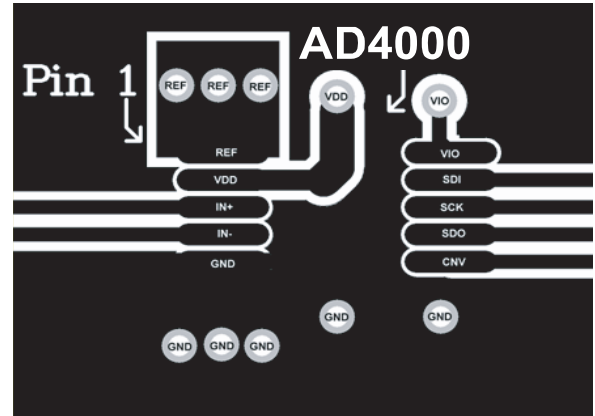 AD4000
Pin 1
REF REF REF
VDD
VIO
REF
VIO
VDD
SDI
IN+
SCK
IN-
SDO
GND
CNV
GND
GND
GND GND GND